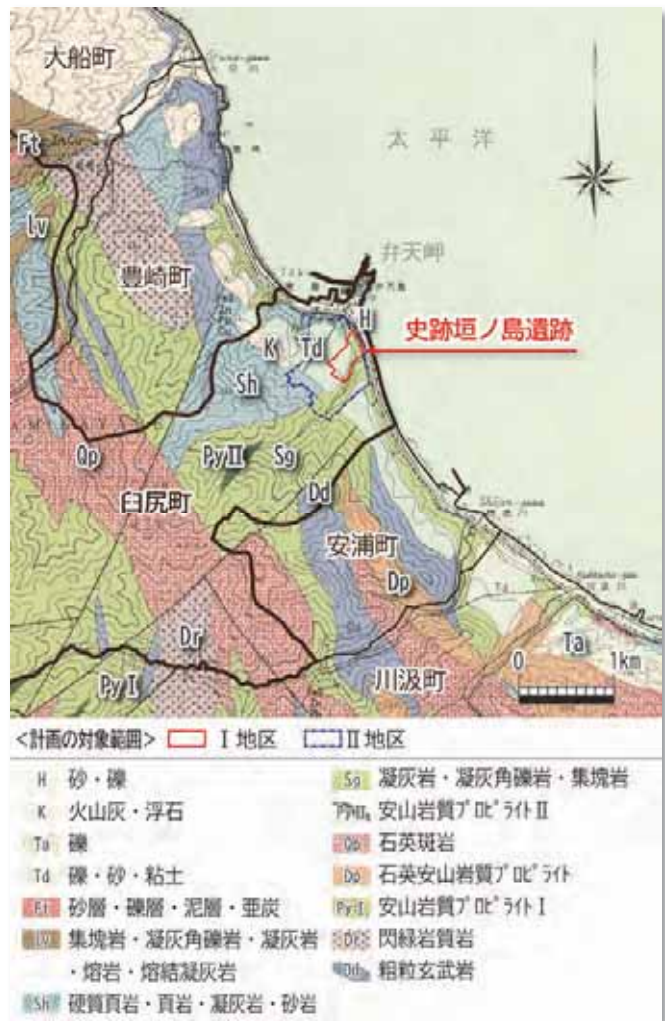 大船町
太平洋
Ft
弁天岬
Lv
豊崎町
H
史跡垣ノ島遺跡
K
Td
Sh
Qp
PyⅡ
Sg
臼尻町
Dd
安浦町
Dp
Dr
Ta
0
1km
PyⅠ
川汲町
<計画の対象範囲>
Ⅰ地区
Ⅱ地区
H 砂・礫
K 火山灰・浮石
Ta 礫
Td 礫・砂・粘土
Ft 砂層・礫層・泥層・亜炭
Lv 集塊岩・凝灰角礫岩・凝灰岩
・熔岩・熔結凝灰岩
Sh 硬質頁岩・頁岩・凝灰岩・砂岩
Sg 凝灰岩・凝灰角礫岩・集塊岩
安山岩質プロピライトⅡ
Qp 石英斑岩
Dp 石英安山岩質プロピライト
PyⅠ 安山岩質プロピライトⅠ
Dr 閃緑岩質岩
Dd 粗粒玄武岩